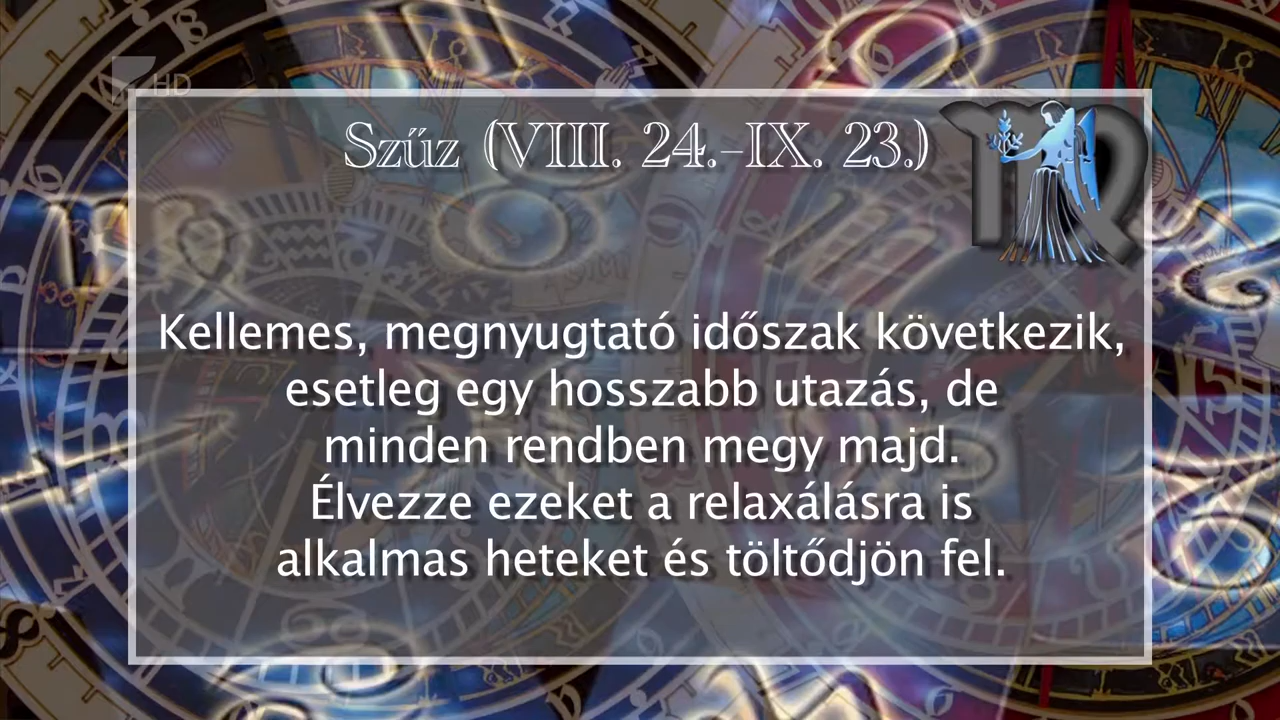 HD
Szűz (VIII. 24.-IX. 23.)
Kellemes, megnyugtató időszak következik,
esetleg egy hosszabb utazás, de
minden rendben megy majd.
Élvezze ezeket a relaxálásra is
alkalmas heteket és töltődjön fel.